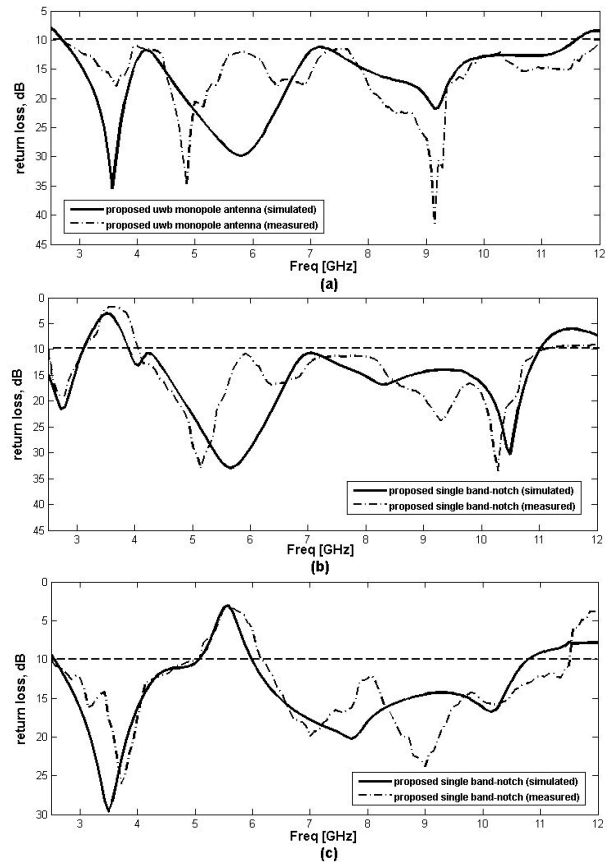 5
10
15
20
25
30
35
40
45
return loss, dB
proposed uwb monopole antenna (simulated)
proposed uwb monopole antenna (measured)
3 4 5 6 7 8 9 10 11 12
Freq [GHz]
(a)
0
5
10
15
20
25
30
35
40
45
return loss, dB
proposed single band-notch (simulated)
proposed single band-notch (measured)
3 4 5 6 7 8 9 10 11 12
Freq [GHz]
(b)
0
5
10
15
20
25
30
return loss, dB
proposed single band-notch (simulated)
proposed single band-notch (measured)
3 4 5 6 7 8 9 10 11 12
Freq [GHz]
(c)